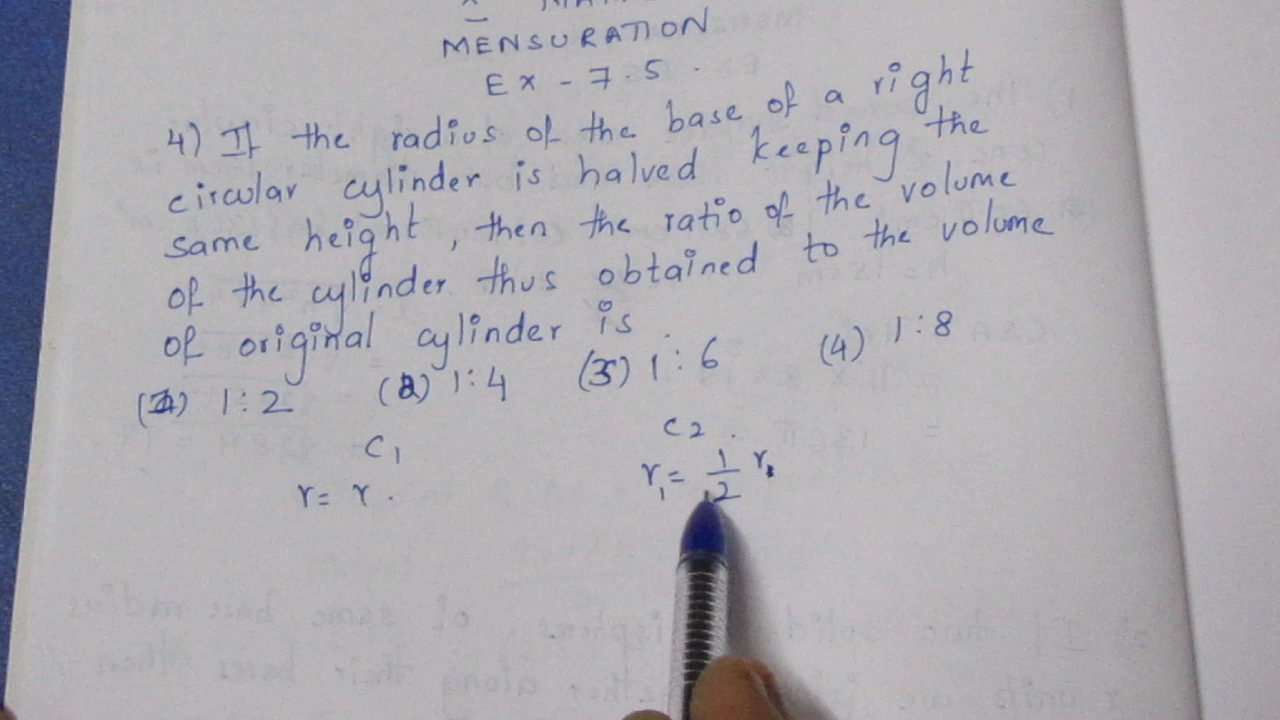 MENSURATION
Ex - 7.5 .
4) If the radius of the base of a right
circular cylinder is halved keeping the
same height, then the ratio of the volume
of the cylinder thus obtained to the volume
of original cylinder is
1:2 (2) 1:4 (3) 1:6 (4) 1:8
C1 C2 .
r = r . r1 = 1/2 r